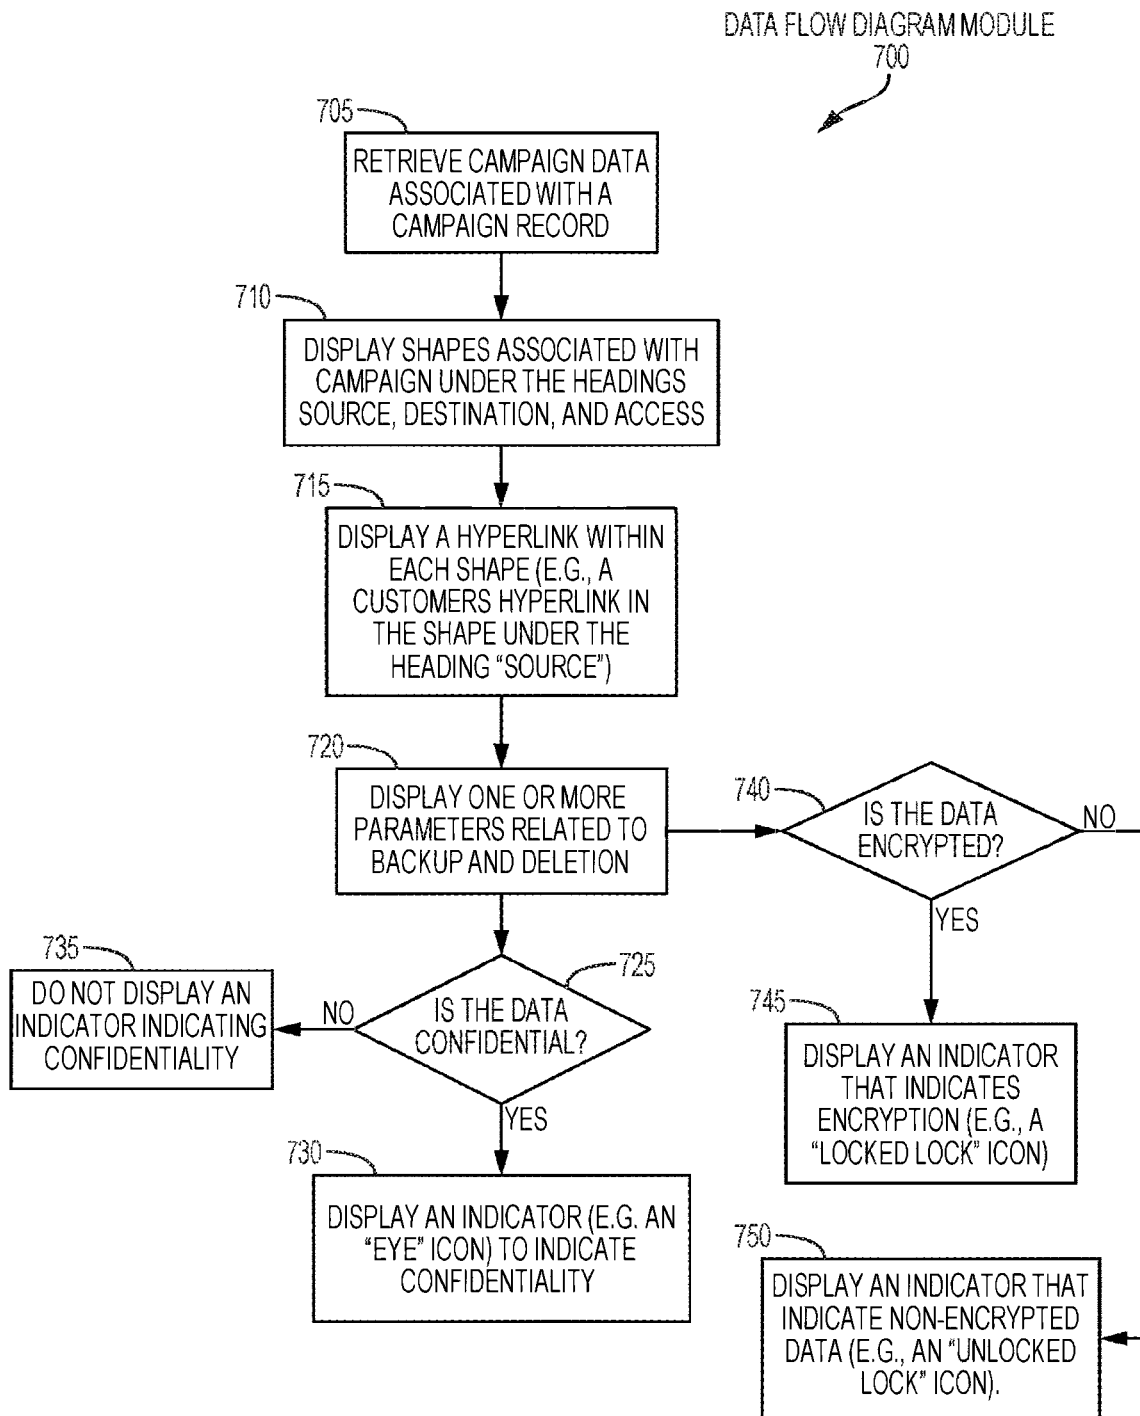 DATA FLOW DIAGRAM MODULE
700
705
RETRIEVE CAMPAIGN DATA
ASSOCIATED WITH A
CAMPAIGN RECORD
710
DISPLAY SHAPES ASSOCIATED WITH
CAMPAIGN UNDER THE HEADINGS
SOURCE, DESTINATION, AND ACCESS
715
DISPLAY A HYPERLINK WITHIN
EACH SHAPE (E.G., A
CUSTOMERS HYPERLINK IN
THE SHAPE UNDER THE
HEADING “SOURCE”)
720
DISPLAY ONE OR MORE
PARAMETERS RELATED TO
BACKUP AND DELETION
740
IS THE DATA
ENCRYPTED?
NO
YES
745
DISPLAY AN INDICATOR
THAT INDICATES
ENCRYPTION (E.G., A
“LOCKED LOCK” ICON)
725
IS THE DATA
CONFIDENTIAL?
NO
735
DO NOT DISPLAY AN
INDICATOR INDICATING
CONFIDENTIALITY
YES
730
DISPLAY AN INDICATOR (E.G. AN
“EYE” ICON) TO INDICATE
CONFIDENTIALITY
750
DISPLAY AN INDICATOR THAT
INDICATE NON-ENCRYPTED
DATA (E.G., AN “UNLOCKED
LOCK” ICON).